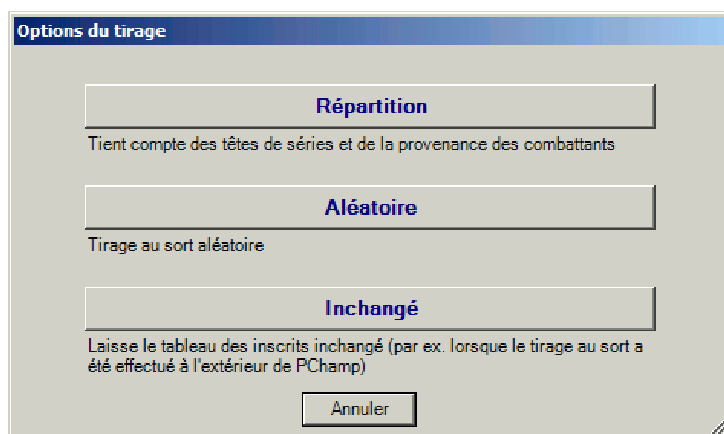 Options du tirage
Répartition
Tient compte des têtes de séries et de la provenance des combattants
Aléatoire
Tirage au sort aléatoire
Inchangé
Laisse le tableau des inscrits inchangé (par ex. lorsque le tirage au sort a
été effectué à l'extérieur de PChamp)
Annuler